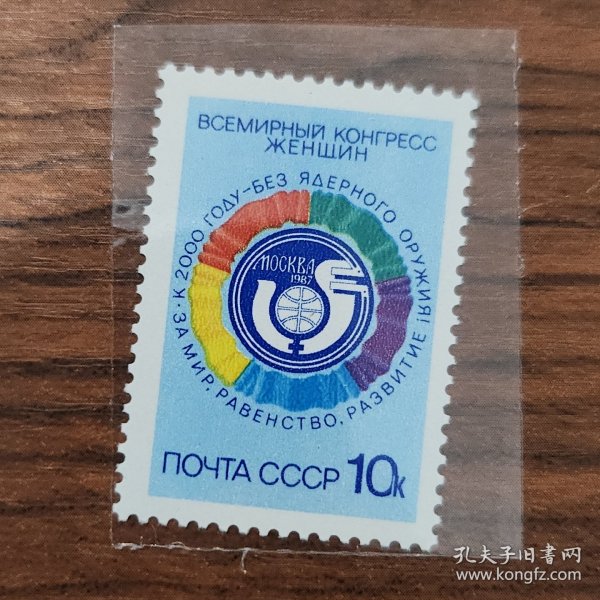 ВСЕМИРНЫЙ КОНГРЕСС
ЖЕНЩИН
К 2000 ГОДУ-БЕЗ ЯДЕРНОГО ОРУЖИЯ!
ЗА МИР, РАВЕНСТВО, РАЗВИТИЕ!
МОСКВА
1987
ПОЧТА СССР 10к
孔夫子旧书网
www.kongfz.com